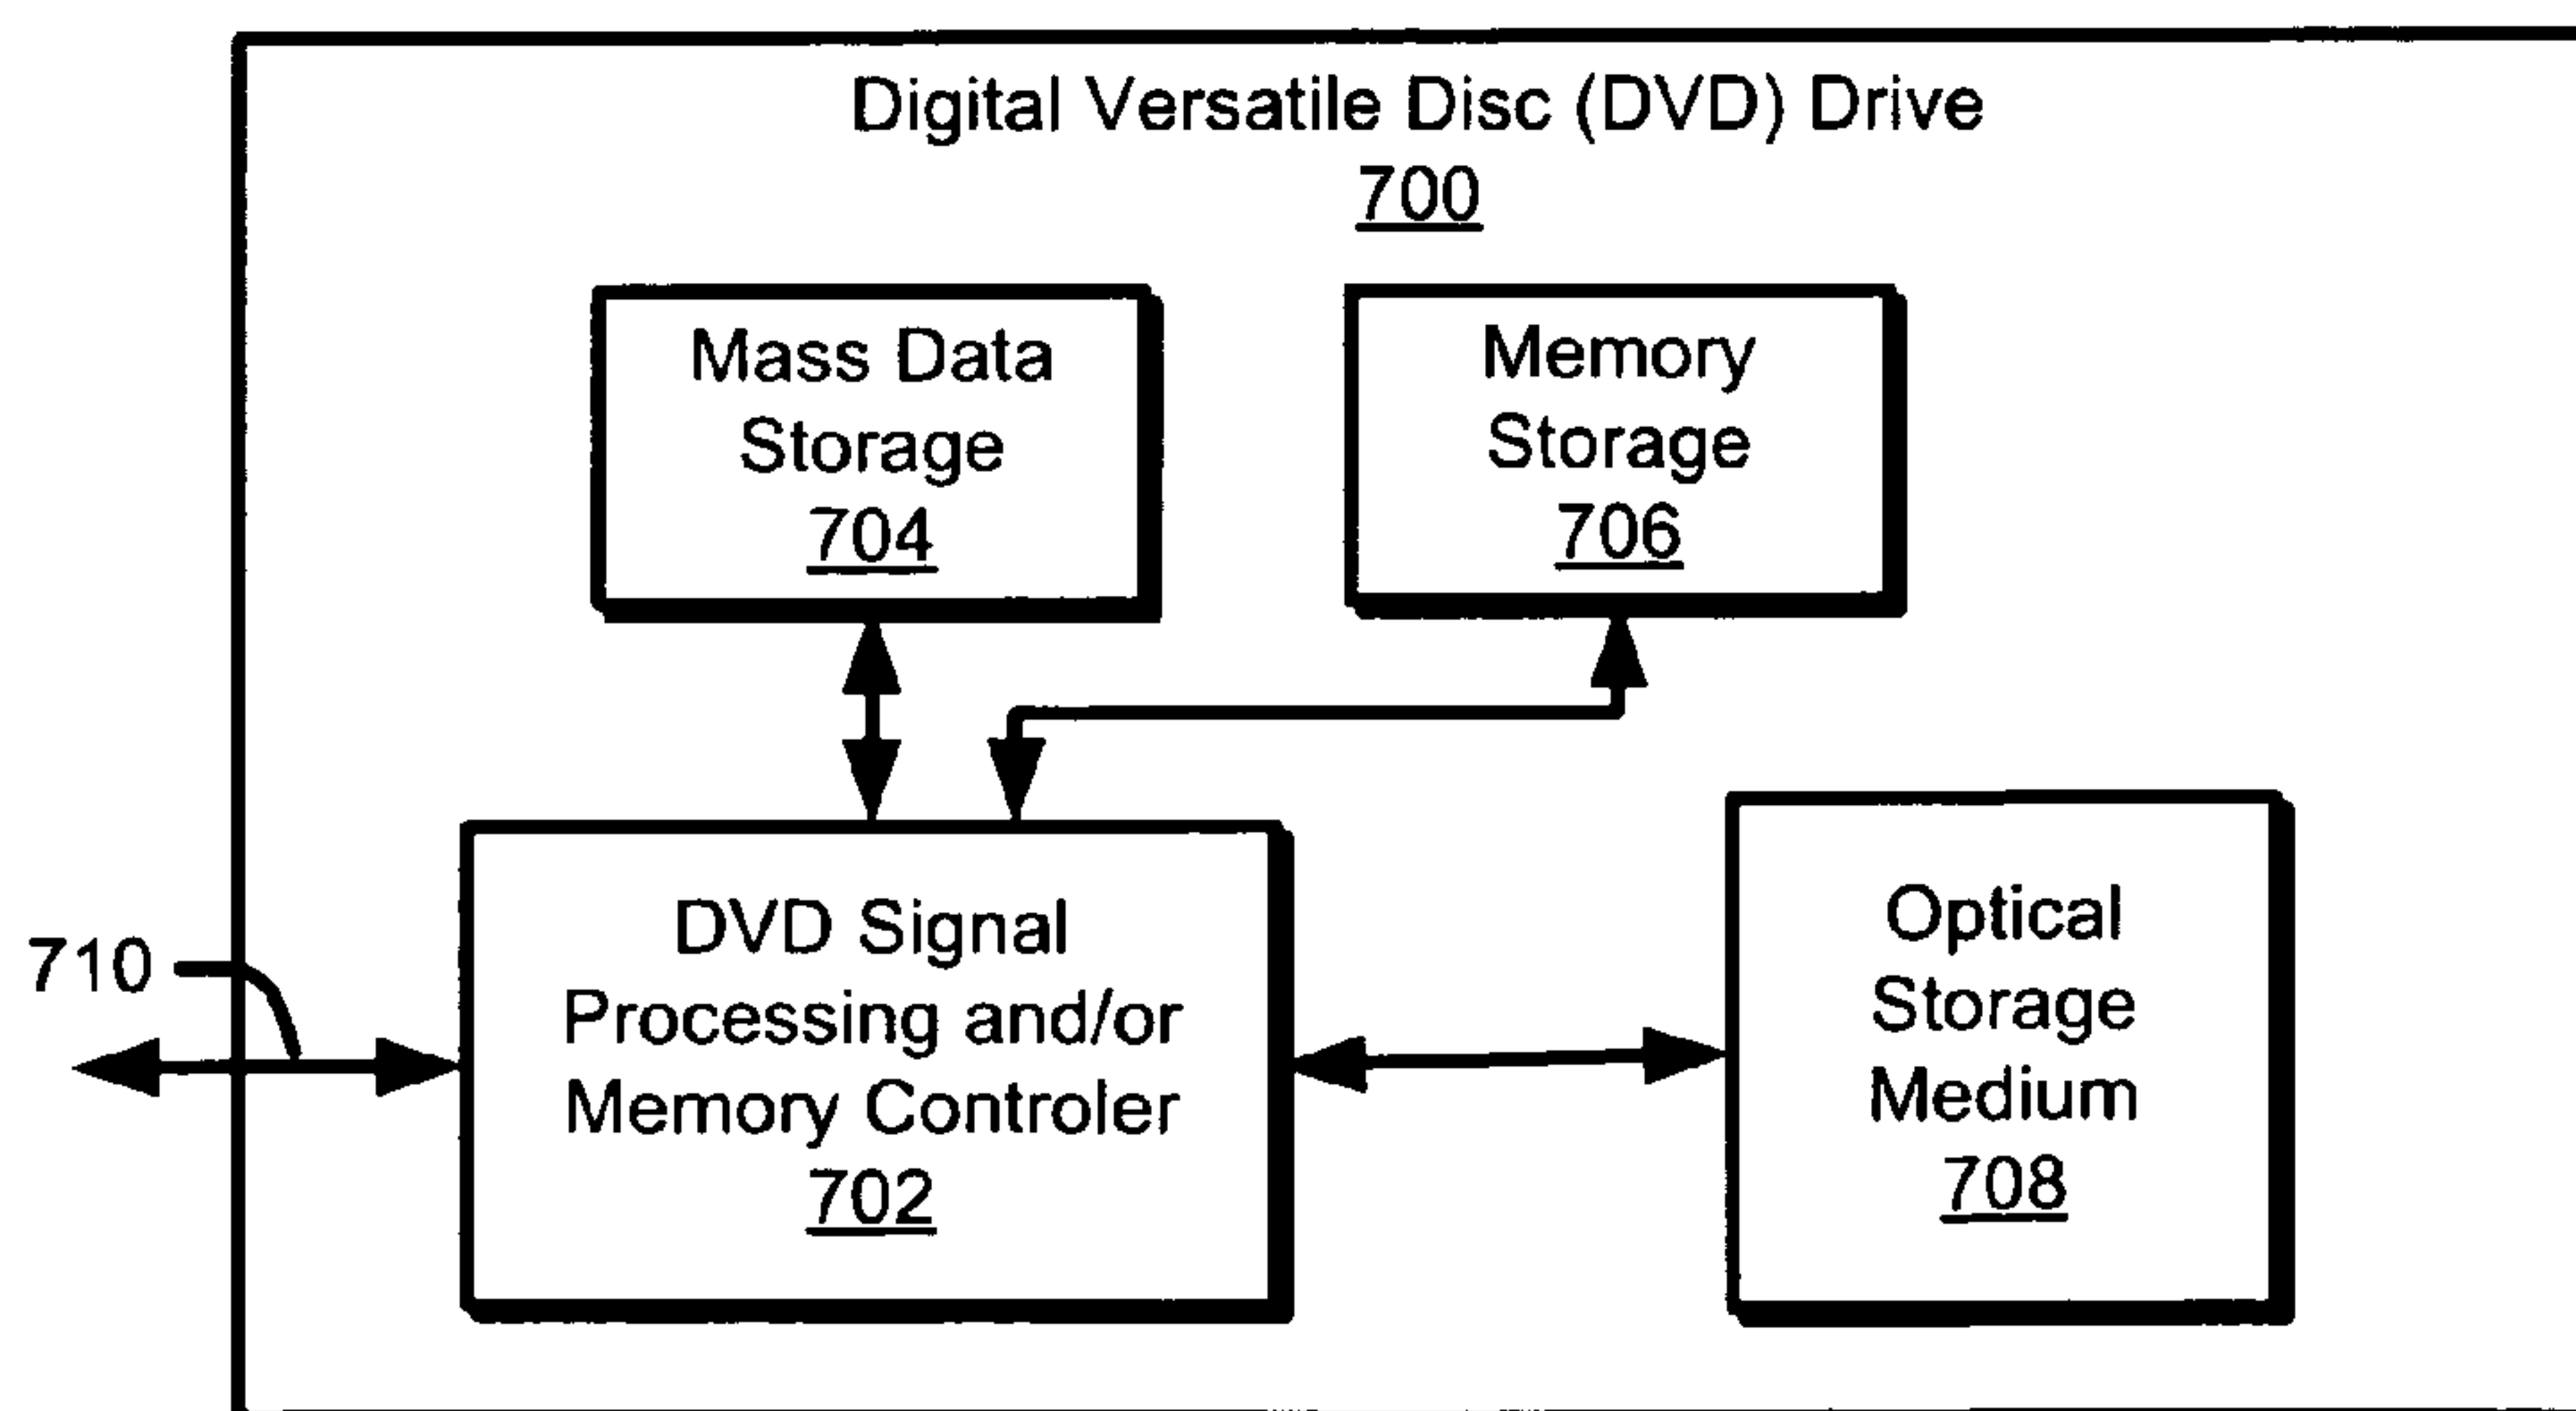 Digital Versatile Disc (DVD) Drive
700
Mass Data
Storage
704
Memory
Storage
706
710
DVD Signal
Processing and/or
Memory Controler
702
Optical
Storage
Medium
708